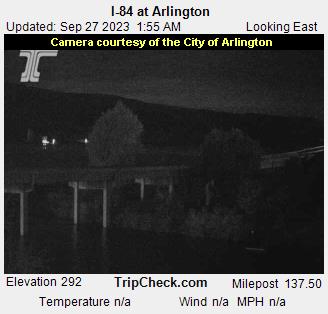 I-84 at Arlington
Updated: Sep 27 2023 1:55 AM Looking East
Camera courtesy of the City of Arlington
Elevation 292 TripCheck.com Milepost 137.50
Temperature n/a Wind n/a MPH n/a